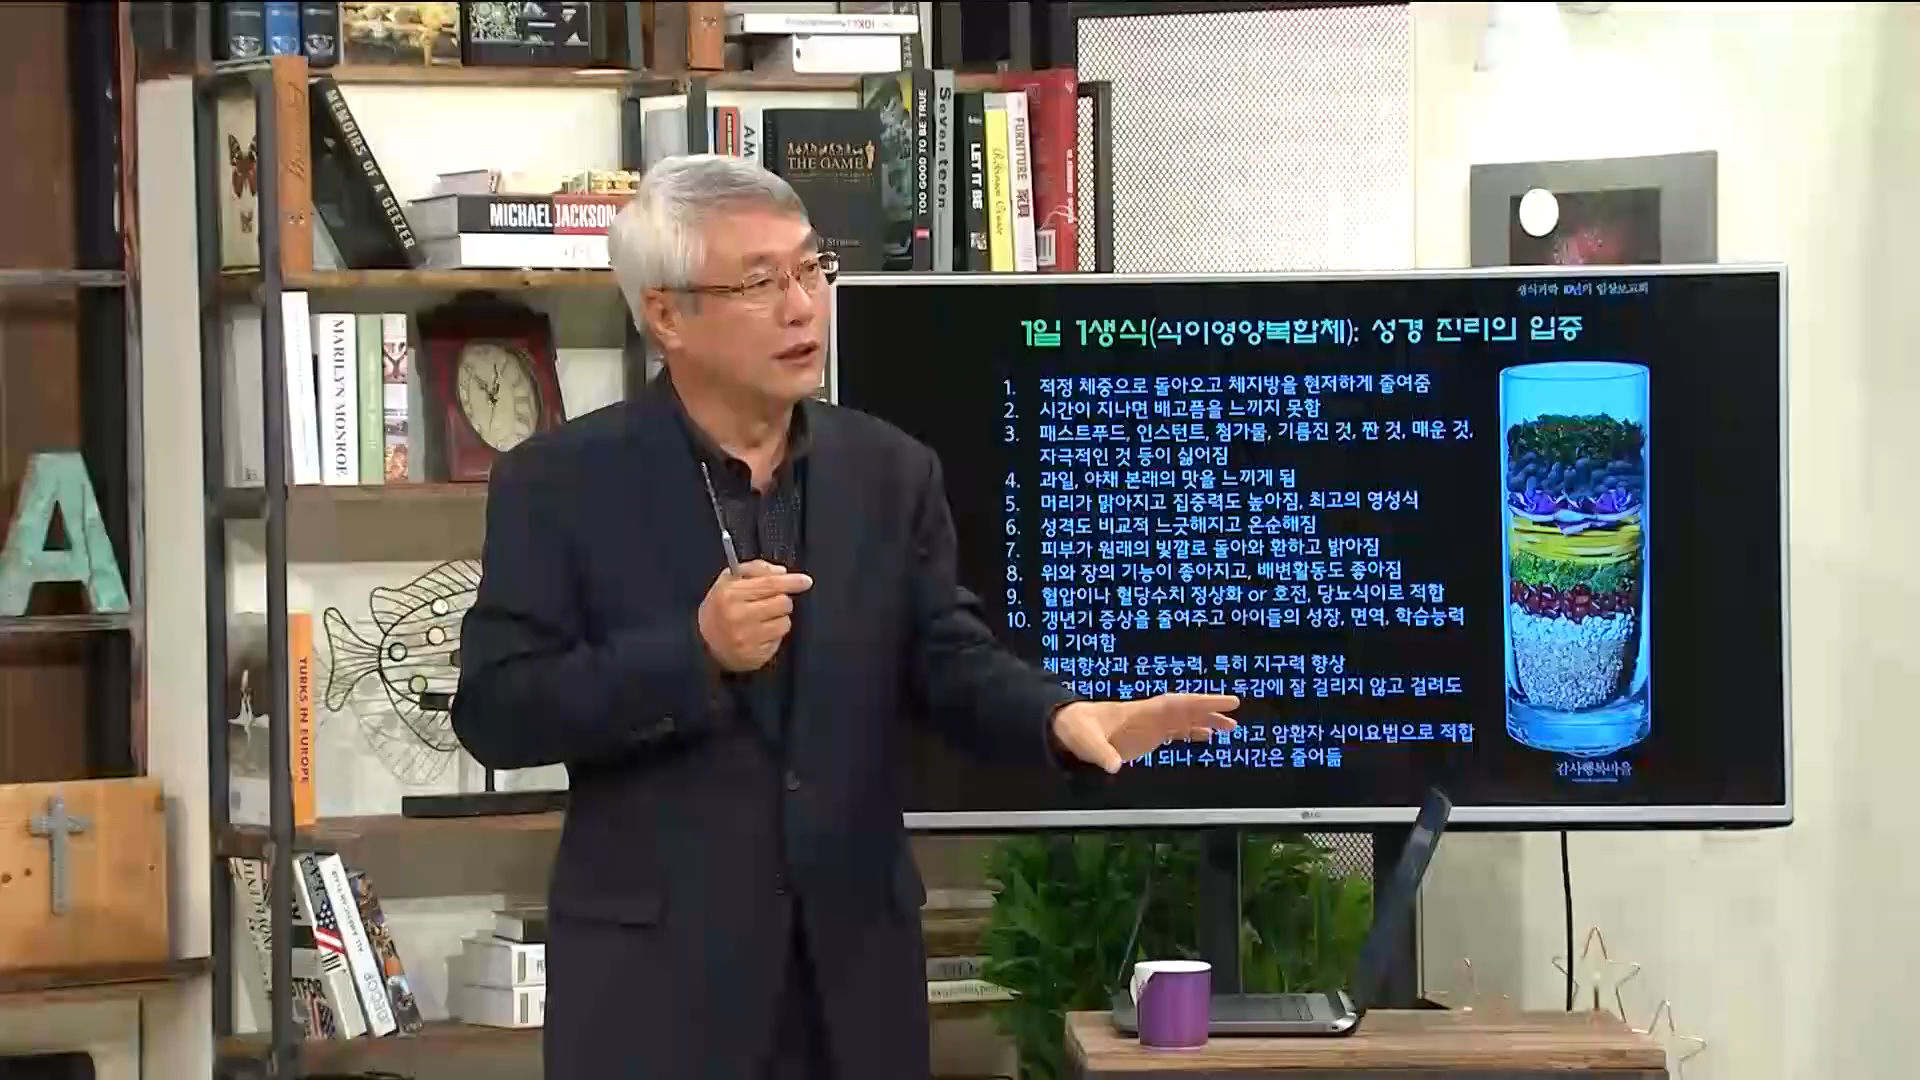 MEMOIRS OF A GEEZER
MICHAEL JACKSON
MARILYN MONROE
THE GAME
TOO GOOD TO BE TRUE
Seventeen
LET IT BE
FURNITURE
TURKS IN EUROPE
A
생식과학 10년의 임상보고회
1일 1생식(식이영양복합체): 성경 진리의 입증
1. 적정 체중으로 돌아오고 체지방을 현저하게 줄여줌
2. 시간이 지나면 배고픔을 느끼지 못함
3. 패스트푸드, 인스턴트, 첨가물, 기름진 것, 짠 것, 매운 것,
자극적인 것 등이 싫어짐
4. 과일, 야채 본래의 맛을 느끼게 됨
5. 머리가 맑아지고 집중력도 높아짐, 최고의 영성식
6. 성격도 비교적 느긋해지고 온순해짐
7. 피부가 원래의 빛깔로 돌아와 환하고 밝아짐
8. 위와 장의 기능이 좋아지고, 배변활동도 좋아짐
9. 혈압이나 혈당수치 정상화 or 호전, 당뇨식이로 적합
10. 갱년기 증상을 줄여주고 아이들의 성장, 면역, 학습능력
에 기여함
체력향상과 운동능력, 특히 지구력 향상
높아져 감기나 독감에 잘 걸리지 않고 걸려도
암환자 식이요법으로 적합
되나 수면시간은 줄어듦
감사행복마을
LG